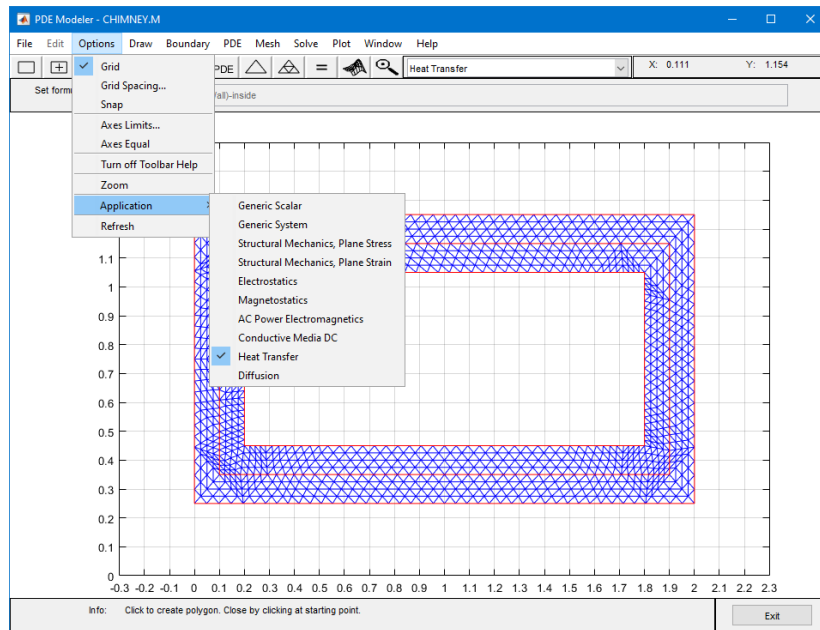 PDE Modeler - CHIMNEY.M
File Edit Options Draw Boundary PDE Mesh Solve Plot Window Help
PDE = Heat Transfer X: 0.111 Y: 1.154
Set form all)-inside
Grid
Grid Spacing...
Snap
Axes Limits...
Axes Equal
Turn off Toolbar Help
Zoom
Application
Refresh
Generic Scalar
Generic System
Structural Mechanics, Plane Stress
Structural Mechanics, Plane Strain
Electrostatics
Magnetostatics
AC Power Electromagnetics
Conductive Media DC
Heat Transfer
Diffusion
1.1
1
0.9
0.8
0.7
0.6
0.5
0.4
0.3
0.2
0.1
0
-0.3 -0.2 -0.1 0 0.1 0.2 0.3 0.4 0.5 0.6 0.7 0.8 0.9 1 1.1 1.2 1.3 1.4 1.5 1.6 1.7 1.8 1.9 2 2.1 2.2 2.3
Info: Click to create polygon. Close by clicking at starting point.
Exit